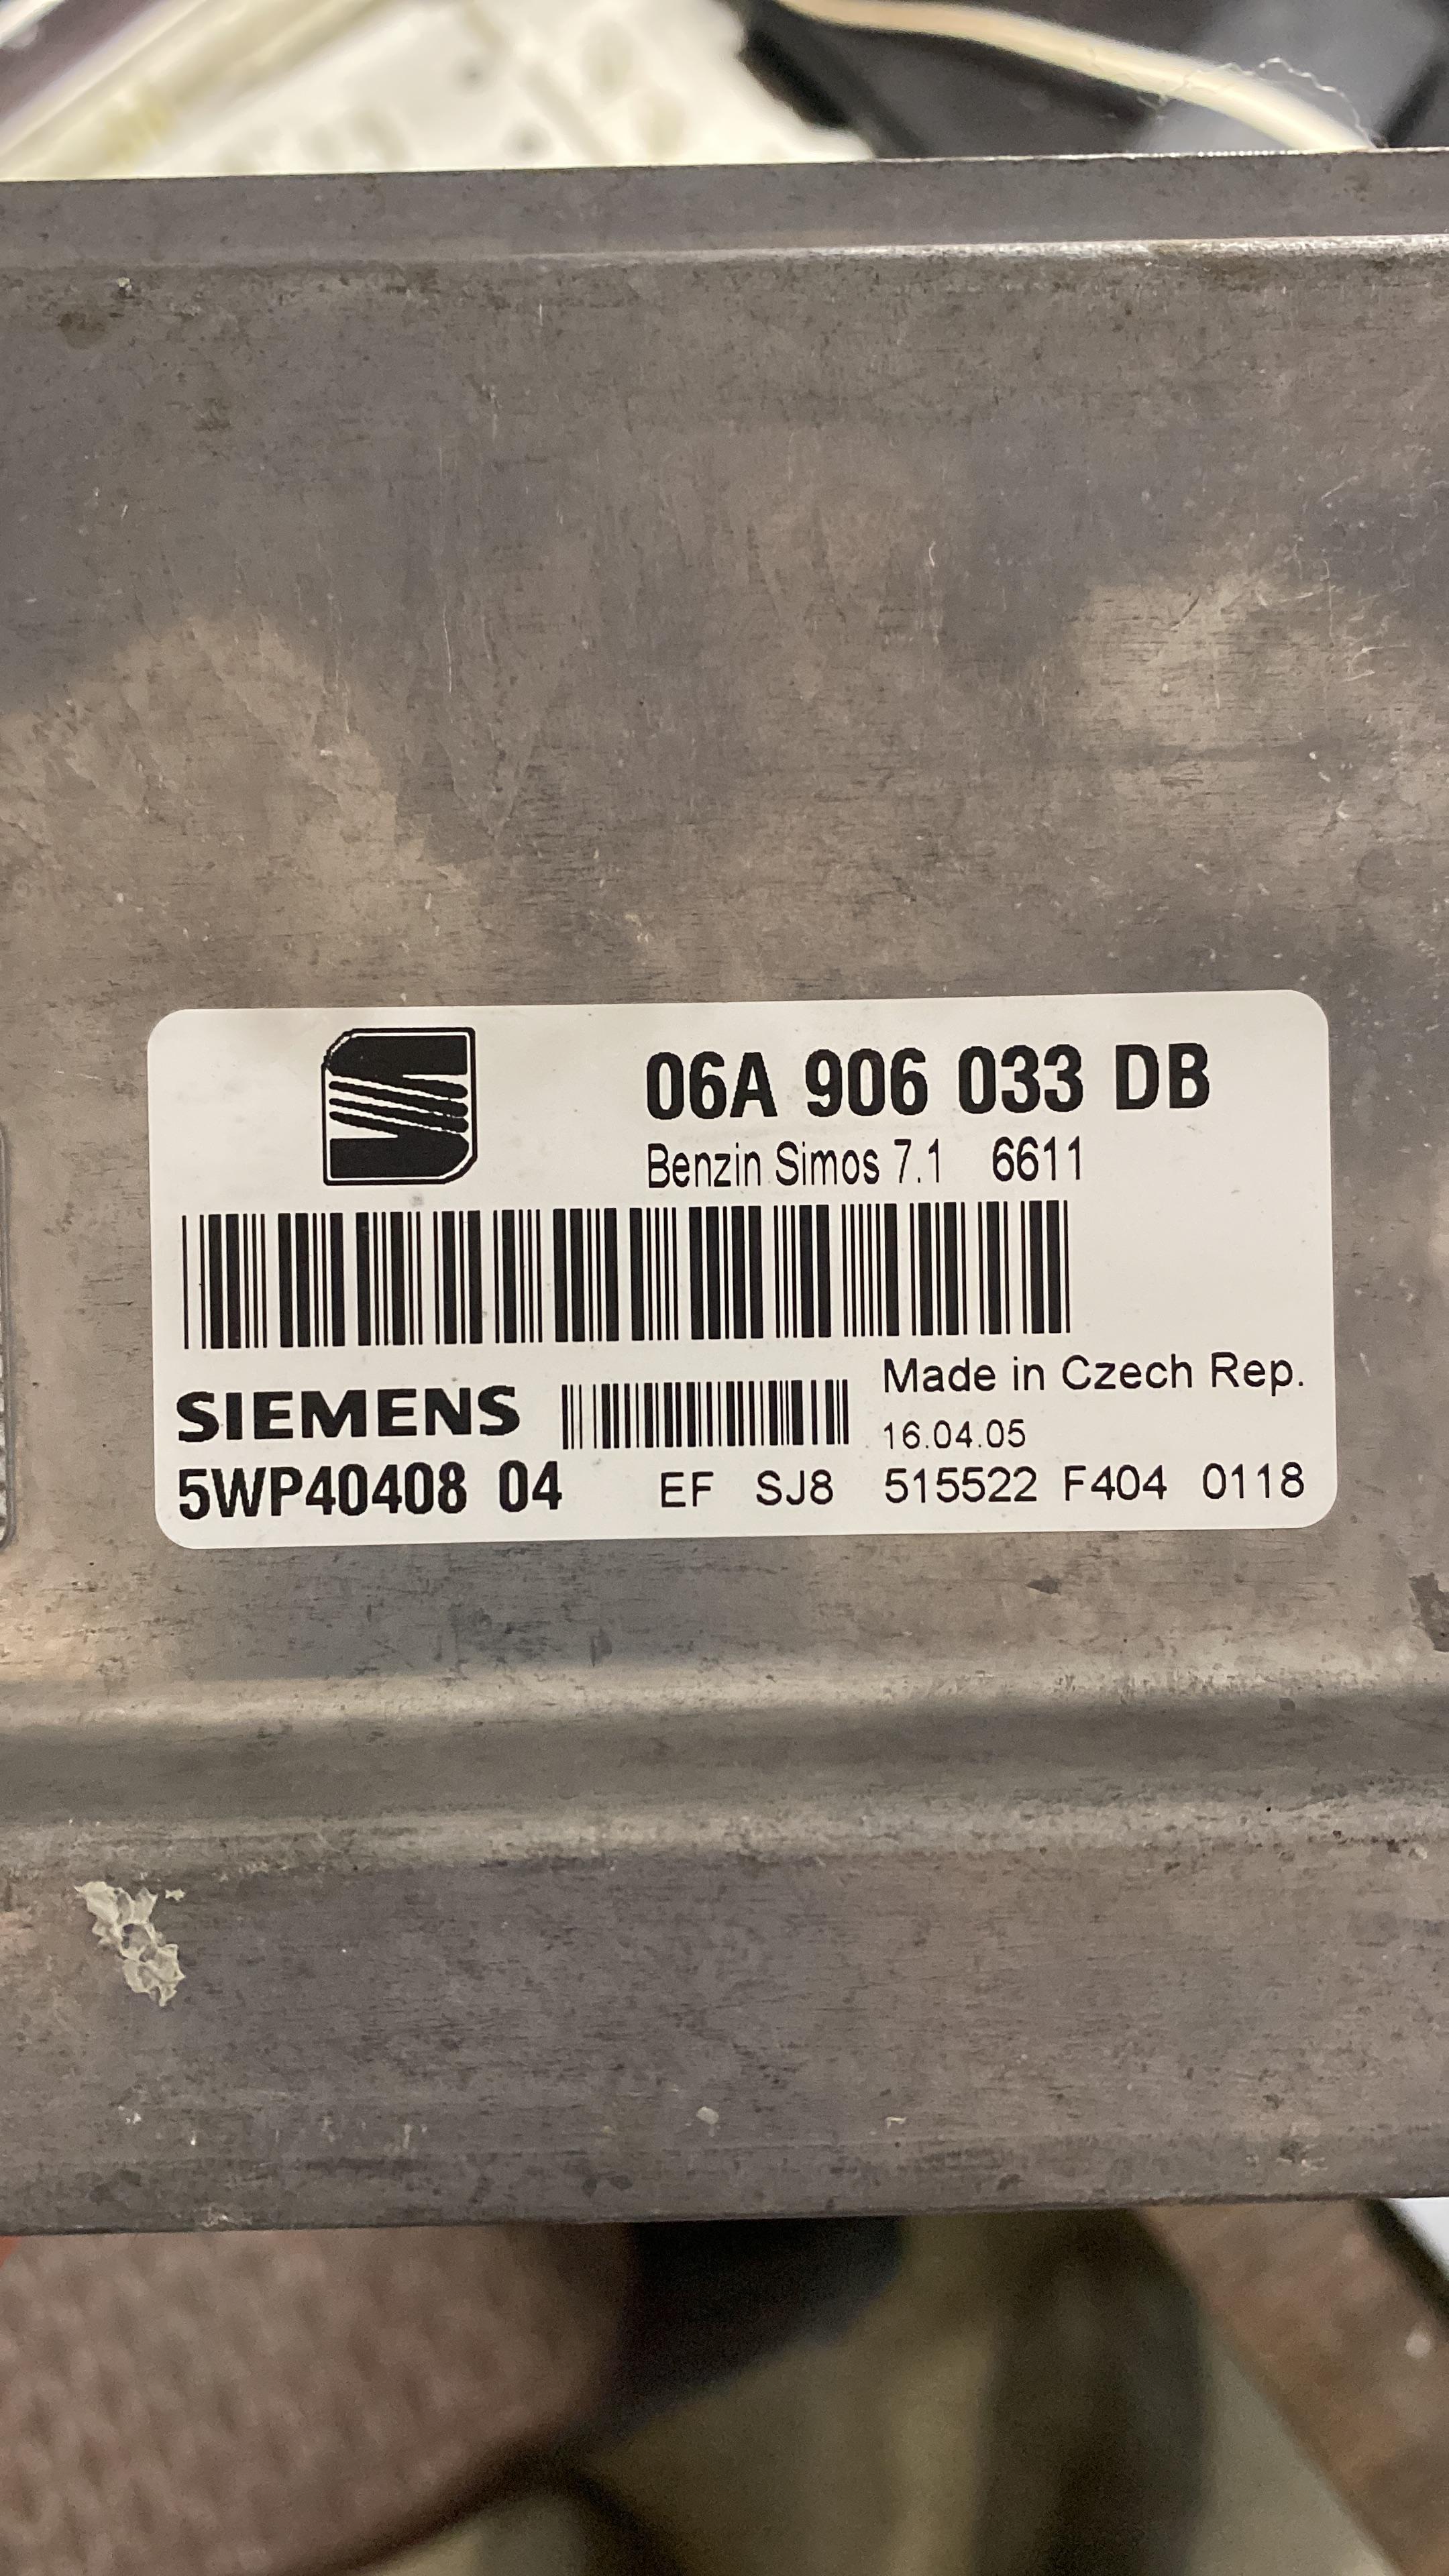 06A 906 033 DB
Benzin Simos 7.1 6611
Made in Czech Rep.
SIEMENS
16.04.05
5WP40408 04 EF SJ8 515522 F404 0118